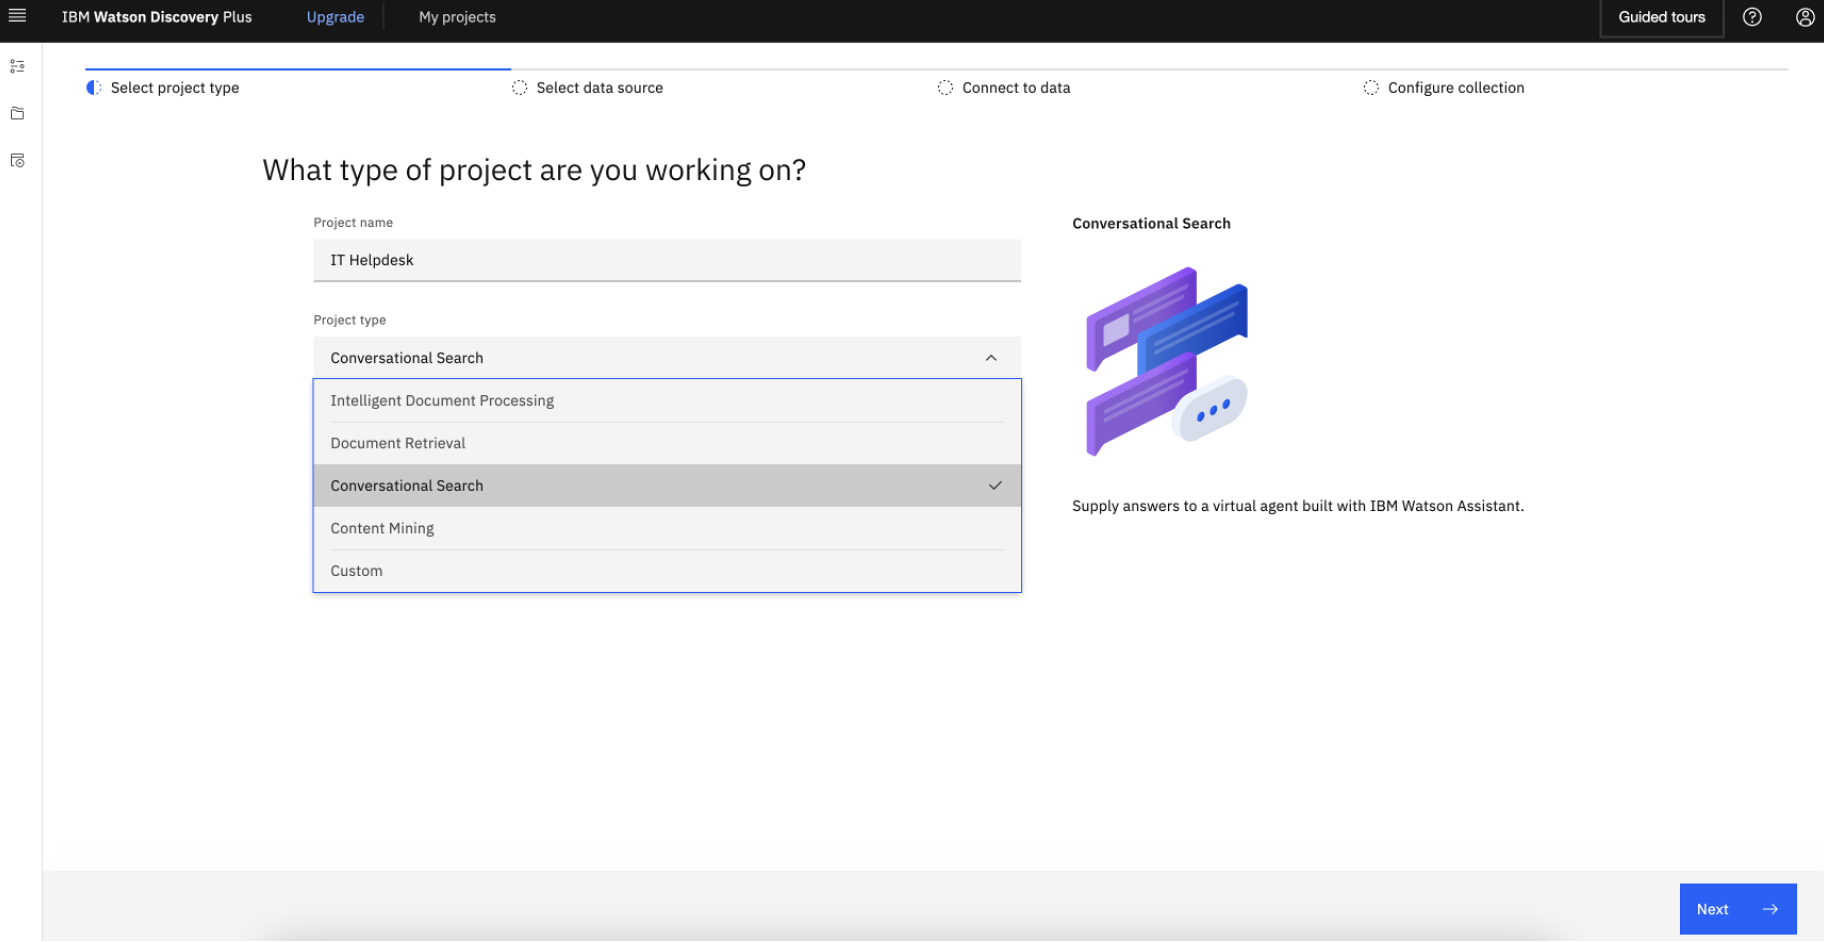 IBM Watson Discovery Plus
Upgrade
My projects
Guided tours
Select project type
Select data source
Connect to data
Configure collection
What type of project are you working on?
Project name
IT Helpdesk
Project type
Conversational Search
Intelligent Document Processing
Document Retrieval
Conversational Search
Content Mining
Custom
Conversational Search
Supply answers to a virtual agent built with IBM Watson Assistant.
Next